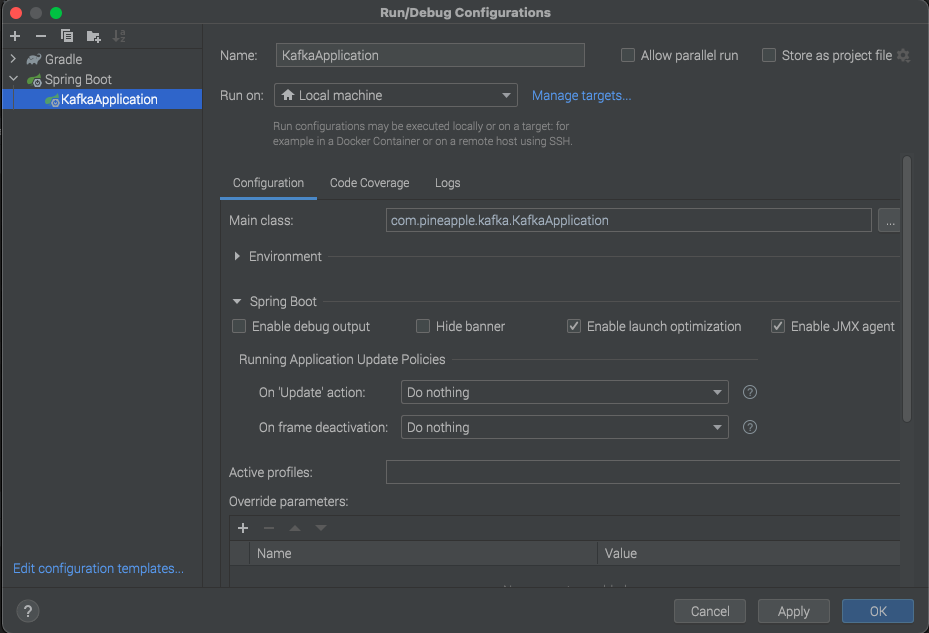 Run/Debug Configurations
Gradle
Spring Boot
KafkaApplication
Edit configuration templates...
Name: KafkaApplication Allow parallel run Store as project file
Run on: Local machine Manage targets...
Run configurations may be executed locally or on a target: for
example in a Docker Container or on a remote host using SSH.
Configuration Code Coverage Logs
Main class: com.pineapple.kafka.KafkaApplication ...
Environment
Spring Boot
Enable debug output Hide banner Enable launch optimization Enable JMX agent
Running Application Update Policies
On 'Update' action: Do nothing ?
On frame deactivation: Do nothing ?
Active profiles:
Override parameters:
Name Value
? Cancel Apply OK